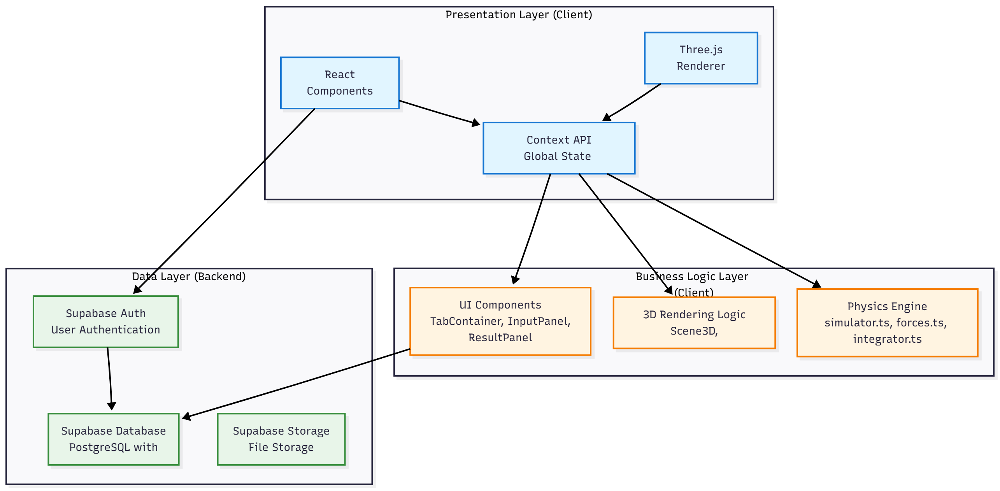 Presentation Layer (Client)
Three.js
Renderer
React
Components
Context API
Global State
Data Layer (Backend)
Supabase Auth
User Authentication
Supabase Database
PostgreSQL with
Supabase Storage
File Storage
Business Logic Layer
(Client)
UI Components
TabContainer, InputPanel,
ResultPanel
3D Rendering Logic
Scene3D,
Physics Engine
simulator.ts, forces.ts,
integrator.ts